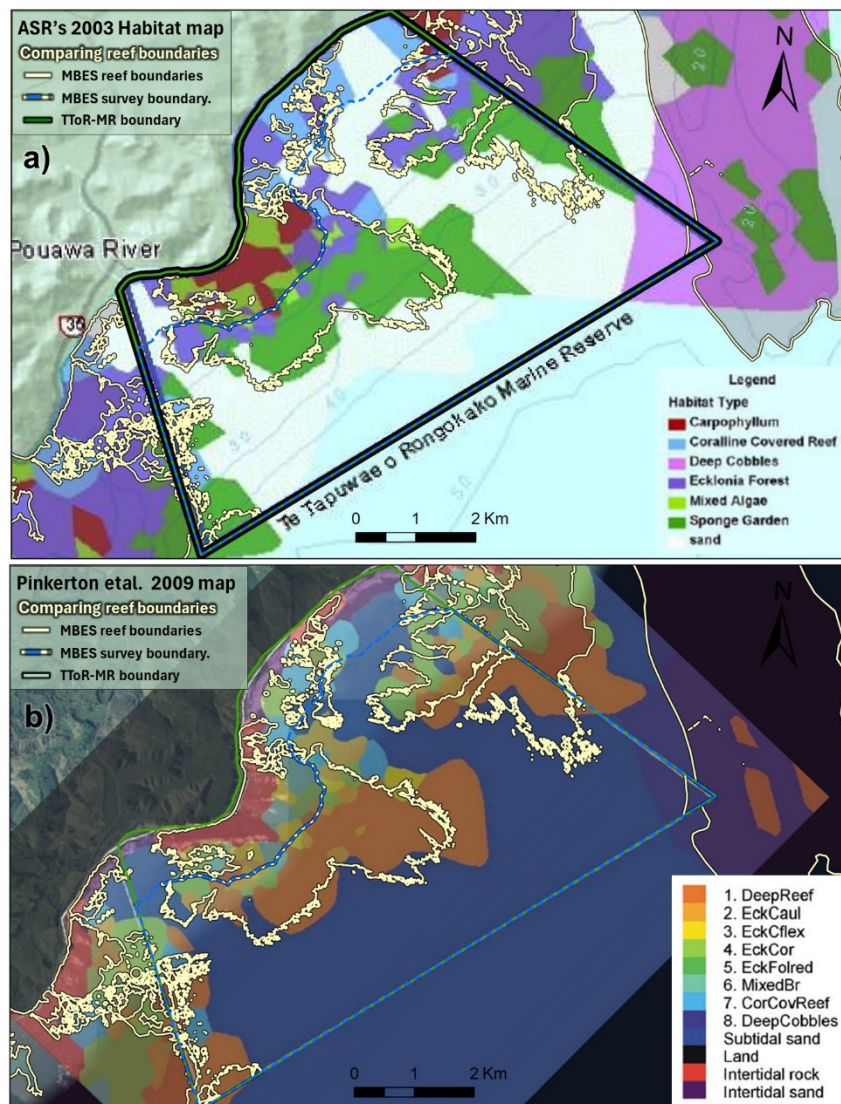 ASR's 2003 Habitat map
Comparing reef boundaries
MBES reef boundaries
MBES survey boundary.
TToR-MR boundary
a)
N
Pouawa River
Te Tapuwae o Rongokako Marine Reserve
20
20
30
40
30
50
0 1 2 Km
Legend
Habitat Type
Carpophyllum
Coralline Covered Reef
Deep Cobbles
Ecklonia Forest
Mixed Algae
Sponge Garden
sand
Pinkerton etal. 2009 map
Comparing reef boundaries
MBES reef boundaries
MBES survey boundary.
TToR-MR boundary
b)
N
0 1 2 Km
1. DeepReef
2. EckCaul
3. EckCflex
4. EckCor
5. EckFolred
6. MixedBr
7. CorCovReef
8. DeepCobbles
Subtidal sand
Land
Intertidal rock
Intertidal sand